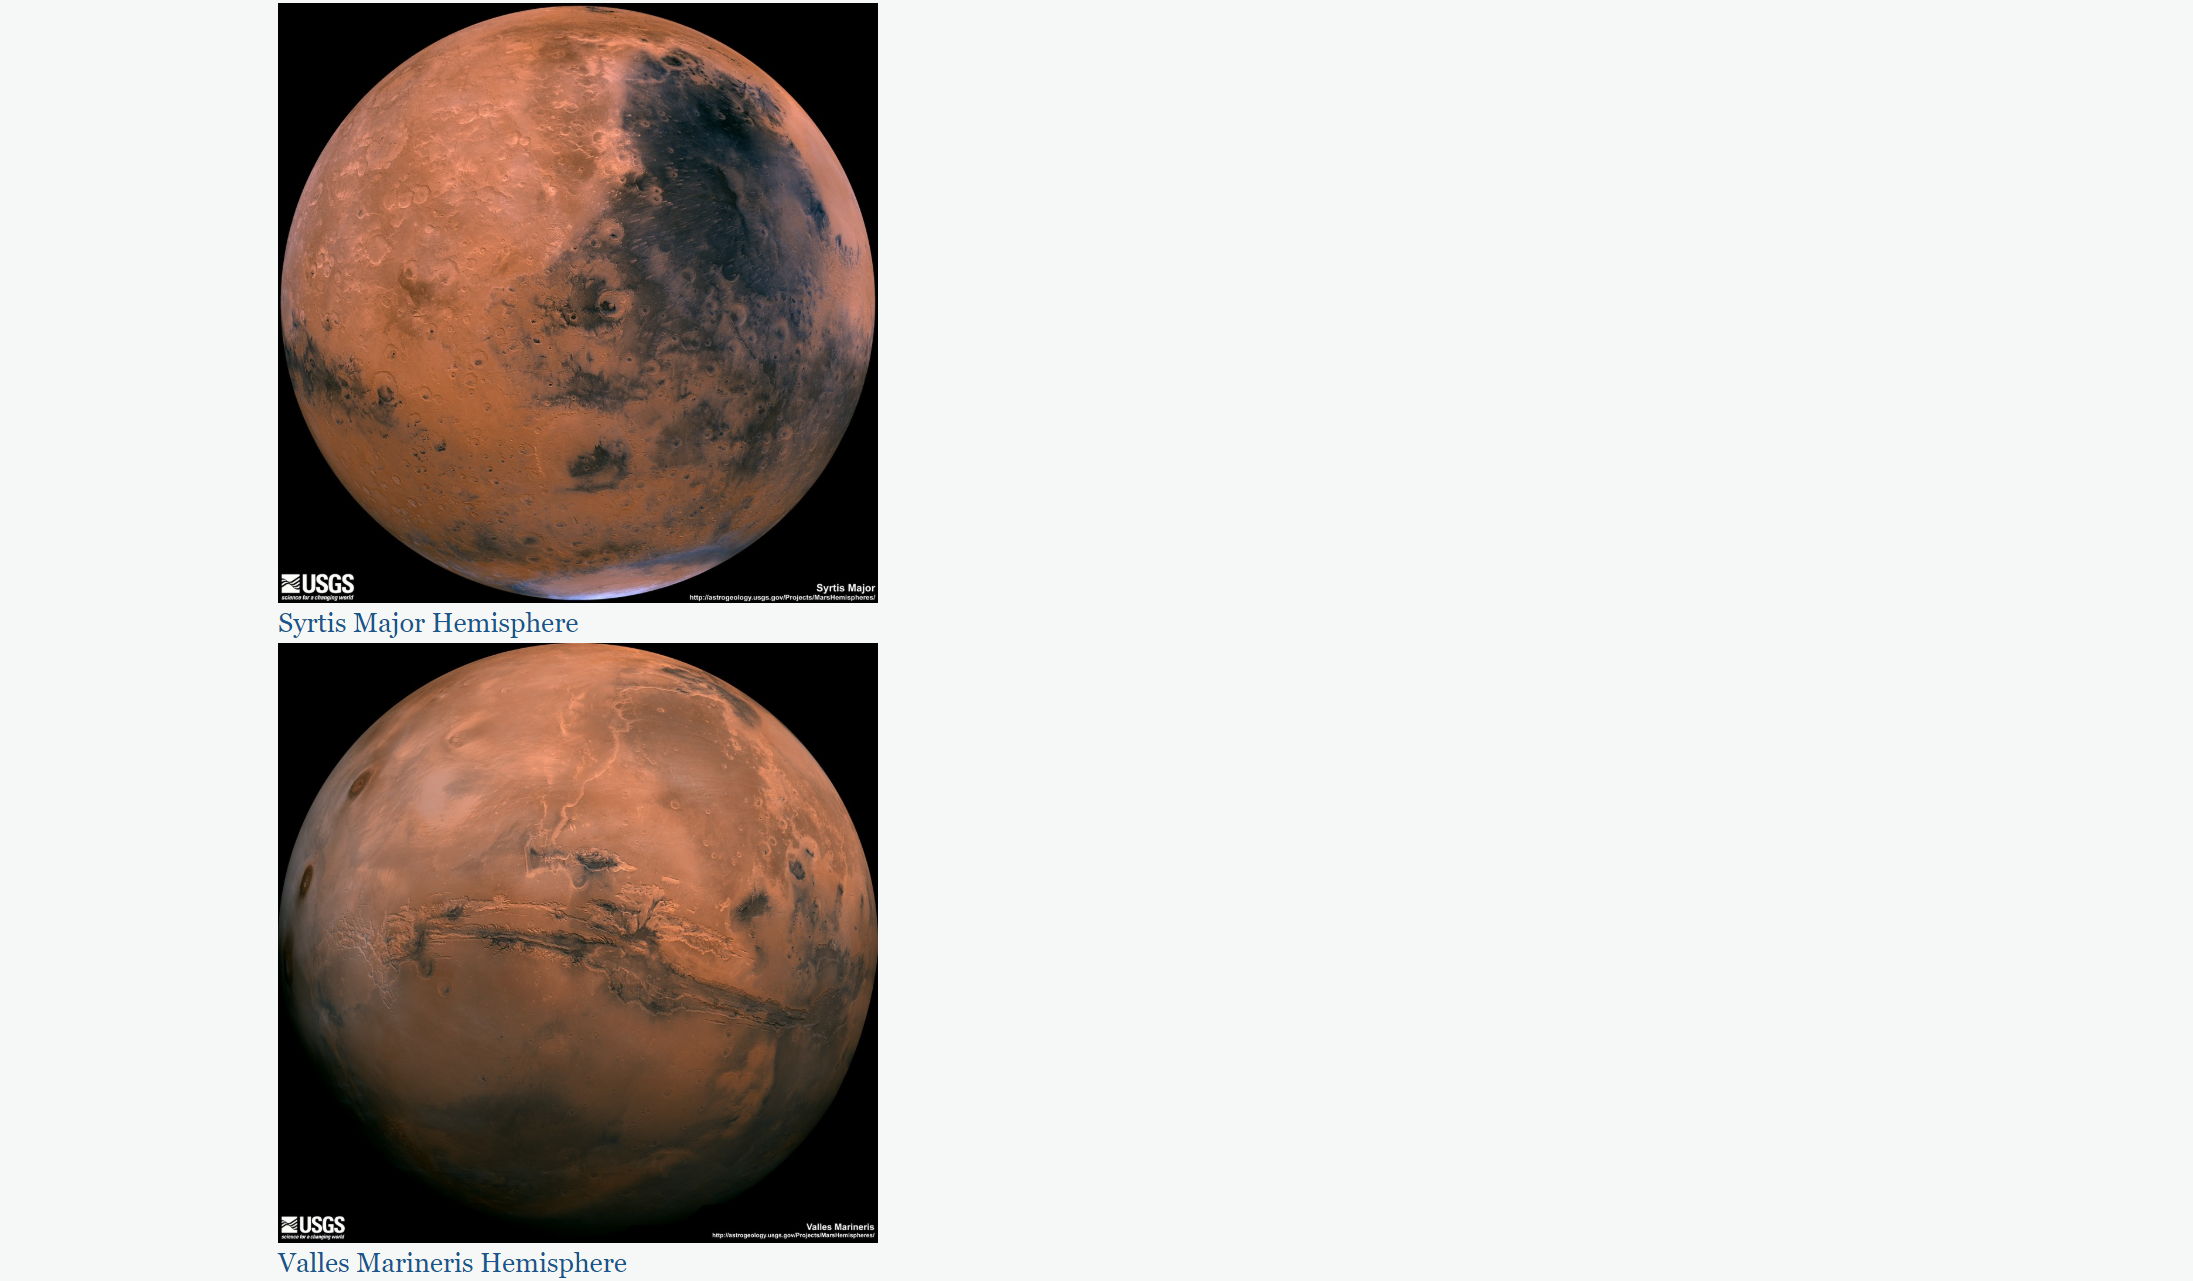 USGS
science for a changing world
Syrtis Major
http://astrogeology.usgs.gov/Projects/MarsHemispheres/
Syrtis Major Hemisphere
USGS
science for a changing world
Valles Marineris
http://astrogeology.usgs.gov/Projects/MarsHemispheres/
Valles Marineris Hemisphere